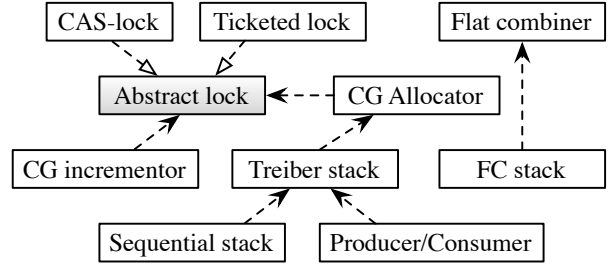 CAS-lock
Ticketed lock
Flat combiner
Abstract lock
CG Allocator
CG incrementor
Treiber stack
FC stack
Sequential stack
Producer/Consumer